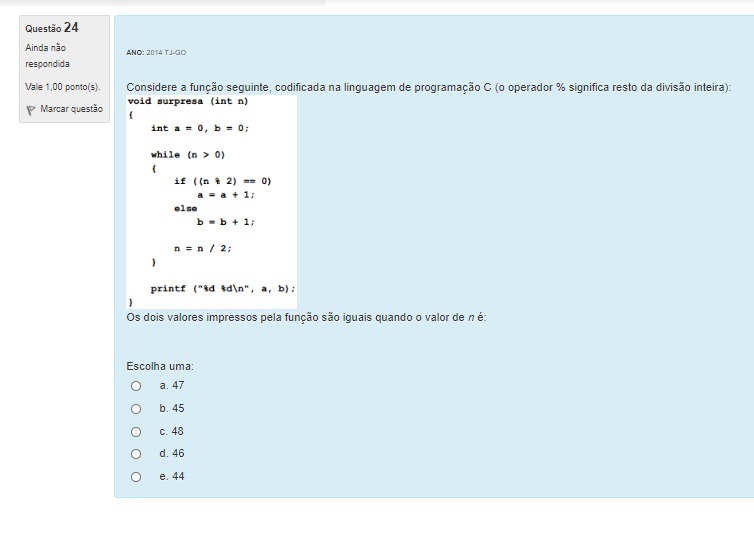 Questão 24
Ainda não
respondida
Vale 1,00 ponto(s).
Marcar questão
ANO: 2014 TJ-GO
Considere a função seguinte, codificada na linguagem de programação C (o operador % significa resto da divisão inteira):
void surpresa (int n)
{
int a = 0, b = 0;
while (n > 0)
{
if ((n % 2) == 0)
a = a + 1;
else
b = b + 1;
n = n / 2;
}
printf ("%d %d\n", a, b);
}
Os dois valores impressos pela função são iguais quando o valor de n é:
Escolha uma:
a. 47
b. 45
c. 48
d. 46
e. 44